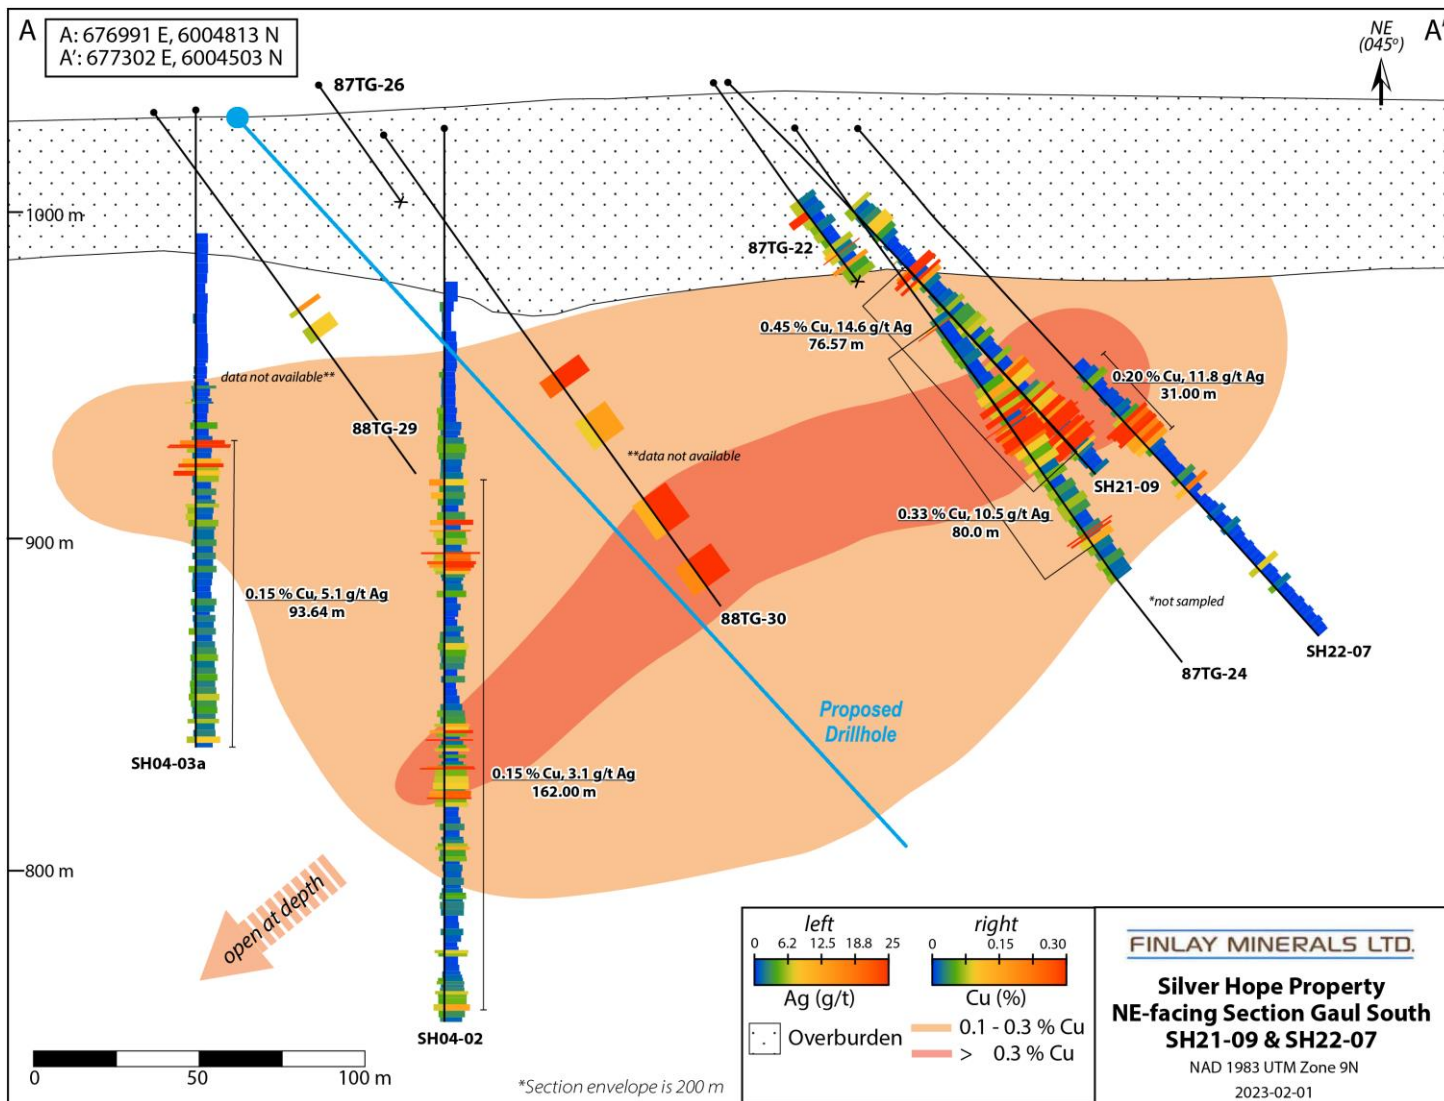 A
A: 676991 E, 6004813 N
A': 677302 E, 6004503 N
NE
(045°)
A'
87TG-26
1000 m
87TG-22
0.45 % Cu, 14.6 g/t Ag
76.57 m
data not available**
0.20 % Cu, 11.8 g/t Ag
31.00 m
88TG-29
**data not available
SH21-09
0.33 % Cu, 10.5 g/t Ag
80.0 m
900 m
0.15 % Cu, 5.1 g/t Ag
93.64 m
*not sampled
88TG-30
SH22-07
87TG-24
Proposed
Drillhole
SH04-03a
0.15 % Cu, 3.1 g/t Ag
162.00 m
800 m
open at depth
SH04-02
0 50 100 m
*Section envelope is 200 m
left
0 6.2 12.5 18.8 25
Ag (g/t)
right
0 0.15 0.30
Cu (%)
Overburden
0.1 - 0.3 % Cu
> 0.3 % Cu
FINLAY MINERALS LTD.
Silver Hope Property
NE-facing Section Gaul South
SH21-09 & SH22-07
NAD 1983 UTM Zone 9N
2023-02-01